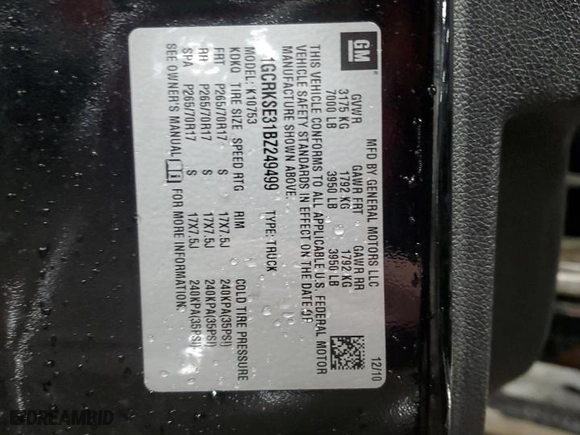 GM
MFD BY GENERAL MOTORS LLC
12/10
GVWR GAWR FRT GAWR RR
3175 KG 1792 KG 1792 KG
7000 LB 3950 LB 3950 LB
THIS VEHICLE CONFORMS TO ALL APPLICABLE U.S. FEDERAL MOTOR
VEHICLE SAFETY STANDARDS IN EFFECT ON THE DATE OF
MANUFACTURE SHOWN ABOVE.
1GCRKSE31BZ249499 TYPE: TRUCK
MODEL: K10753
KOKO TIRE SIZE SPEED RTG RIM COLD TIRE PRESSURE
FRT P265/70R17 S 17X7.5J 240KPA(35PSI)
RR P265/70R17 S 17X7.5J 240KPA(35PSI)
SPA P265/70R17 S 17X7.5J 240KPA(35PSI)
SEE OWNER'S MANUAL FOR MORE INFORMATION.
DREAMBID